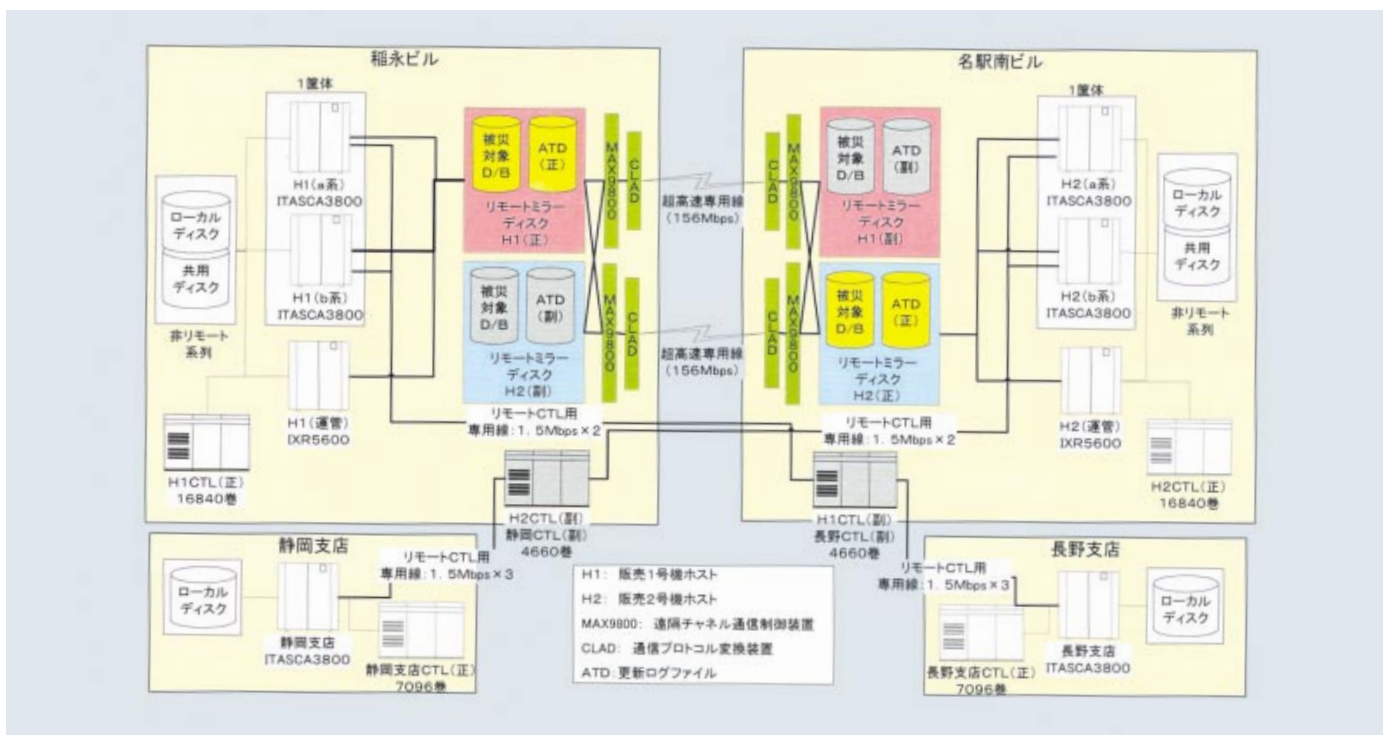 稲永ビル
1筐体
H1(a系)
ITASCA3800
H1(b系)
ITASCA3800
ローカル
ディスク
共用
ディスク
非リモート
系列
H1(運管)
IXR5600
H1CTL(正)
16840巻
被災
対象
D/B
ATD
(正)
リモートミラー
ディスク
H1(正)
被災
対象
D/B
ATD
(副)
リモートミラー
ディスク
H2(副)
MAX9800
CLAD
MAX9800
CLAD
超高速専用線
(156Mbps)
超高速専用線
(156Mbps)
リモートCTL用
専用線:1.5Mbps×2
H2CTL(副)
静岡CTL(副)
4660巻
名駅南ビル
1筐体
CLAD
MAX9800
CLAD
MAX9800
被災
対象
D/B
ATD
(副)
リモートミラー
ディスク
H1(副)
被災
対象
D/B
ATD
(正)
リモートミラー
ディスク
H2(正)
H2(a系)
ITASCA3800
H2(b系)
ITASCA3800
ローカル
ディスク
共用
ディスク
非リモート
系列
H2(運管)
IXR5600
H2CTL(正)
16840巻
リモートCTL用
専用線:1.5Mbps×2
H1CTL(副)
長野CTL(副)
4660巻
静岡支店
ローカル
ディスク
静岡支店
ITASCA3800
リモートCTL用
専用線:1.5Mbps×3
静岡支店CTL(正)
7096巻
H1: 販売1号機ホスト
H2: 販売2号機ホスト
MAX9800: 遠隔チャネル通信制御装置
CLAD: 通信プロトコル変換装置
ATD:更新ログファイル
長野支店
リモートCTL用
専用線:1.5Mbps×3
長野支店CTL(正)
7096巻
長野支店
ITASCA3800
ローカル
ディスク